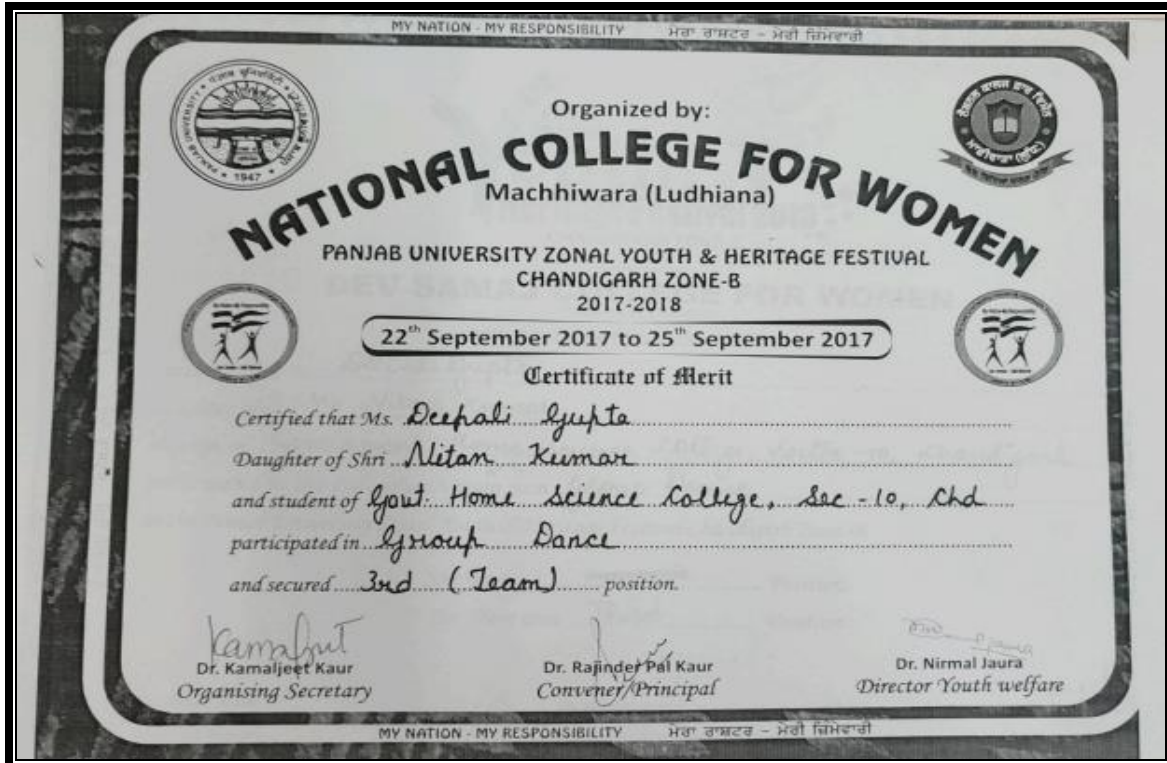 MY NATION - MY RESPONSIBILITY ਮੇਰਾ ਰਾਸ਼ਟਰ - ਮੇਰੀ ਜ਼ਿੰਮੇਵਾਰੀ
PANJAB UNIVERSITY
1947
Organized by:
NATIONAL COLLEGE FOR WOMEN
Machhiwara (Ludhiana)
PANJAB UNIVERSITY ZONAL YOUTH & HERITAGE FESTIVAL
CHANDIGARH ZONE-B
2017-2018
22th September 2017 to 25th September 2017
Certificate of Merit
Certified that Ms. Deepali Gupta
Daughter of Shri Nitan Kumar
and student of Govt. Home Science College, Sec - 10, Chd
participated in Group Dance
and secured 3rd (Team) position.
Kamaljeet
Dr. Kamaljeet Kaur Dr. Rajinder Pal Kaur Dr. Nirmal Jaura
Organising Secretary Convener/Principal Director Youth welfare
MY NATION - MY RESPONSIBILITY ਮੇਰਾ ਰਾਸ਼ਟਰ - ਮੇਰੀ ਜ਼ਿੰਮੇਵਾਰੀ